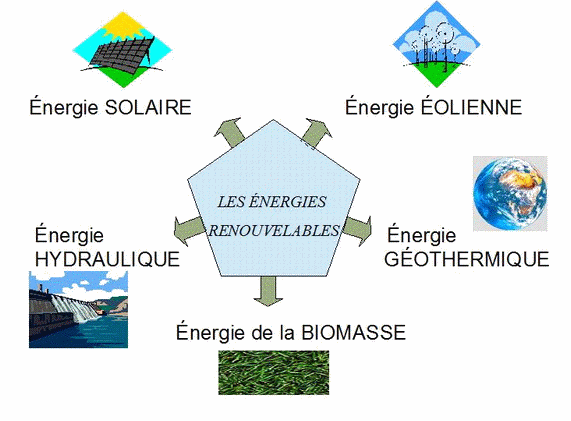 Énergie SOLAIRE
Énergie ÉOLIENNE
LES ÉNERGIES
RENOUVELABLES
Énergie
HYDRAULIQUE
Énergie
GÉOTHERMIQUE
Énergie de la BIOMASSE